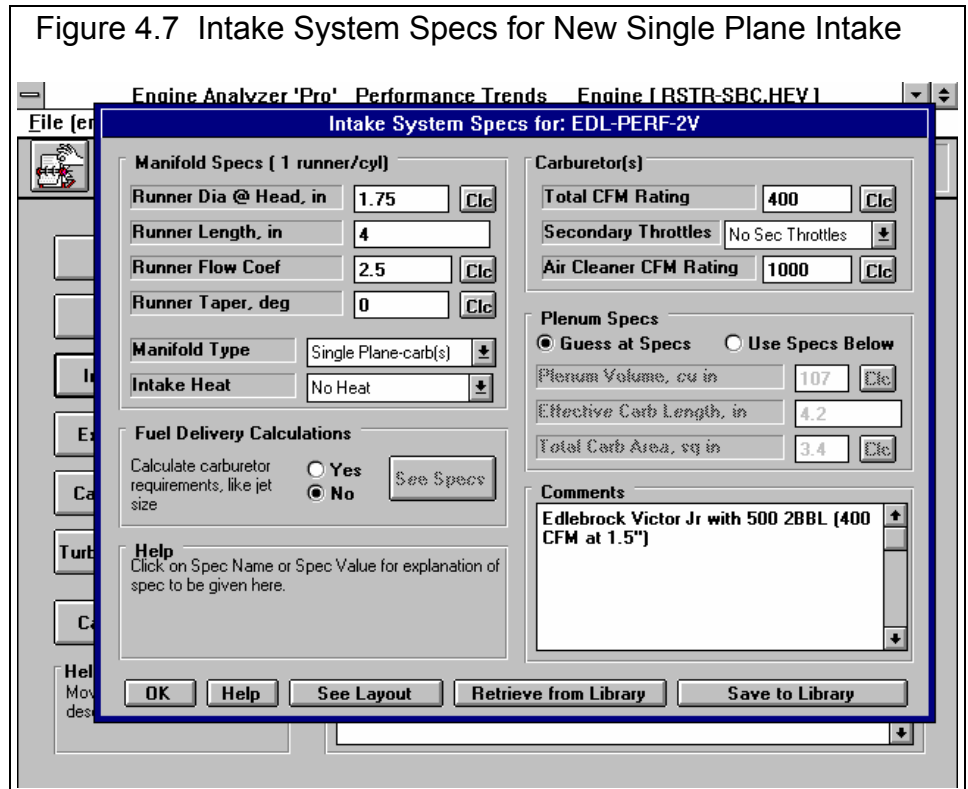 Figure 4.7 Intake System Specs for New Single Plane Intake
Engine Analyzer 'Pro' Performance Trends Engine [ RSTR-SBC.HEV ]
File (en
Intake System Specs for: EDL-PERF-2V
Manifold Specs ( 1 runner/cyl)
Runner Dia @ Head, in 1.75 Clc
Runner Length, in 4
Runner Flow Coef 2.5 Clc
Runner Taper, deg 0 Clc
Manifold Type Single Plane-carb(s)
Intake Heat No Heat
Fuel Delivery Calculations
Calculate carburetor
requirements, like jet
size
Yes
No
See Specs
Help
Click on Spec Name or Spec Value for explanation of
spec to be given here.
Carburetor(s)
Total CFM Rating 400 Clc
Secondary Throttles No Sec Throttles
Air Cleaner CFM Rating 1000 Clc
Plenum Specs
Guess at Specs Use Specs Below
Plenum Volume, cu in 107 Clc
Effective Carb Length, in 4.2
Total Carb Area, sq in 3.4 Clc
Comments
Edlebrock Victor Jr with 500 2BBL (400
CFM at 1.5")
OK Help See Layout Retrieve from Library Save to Library
In
Ex
Ca
Turb
Ca
Hel
Mov
desc